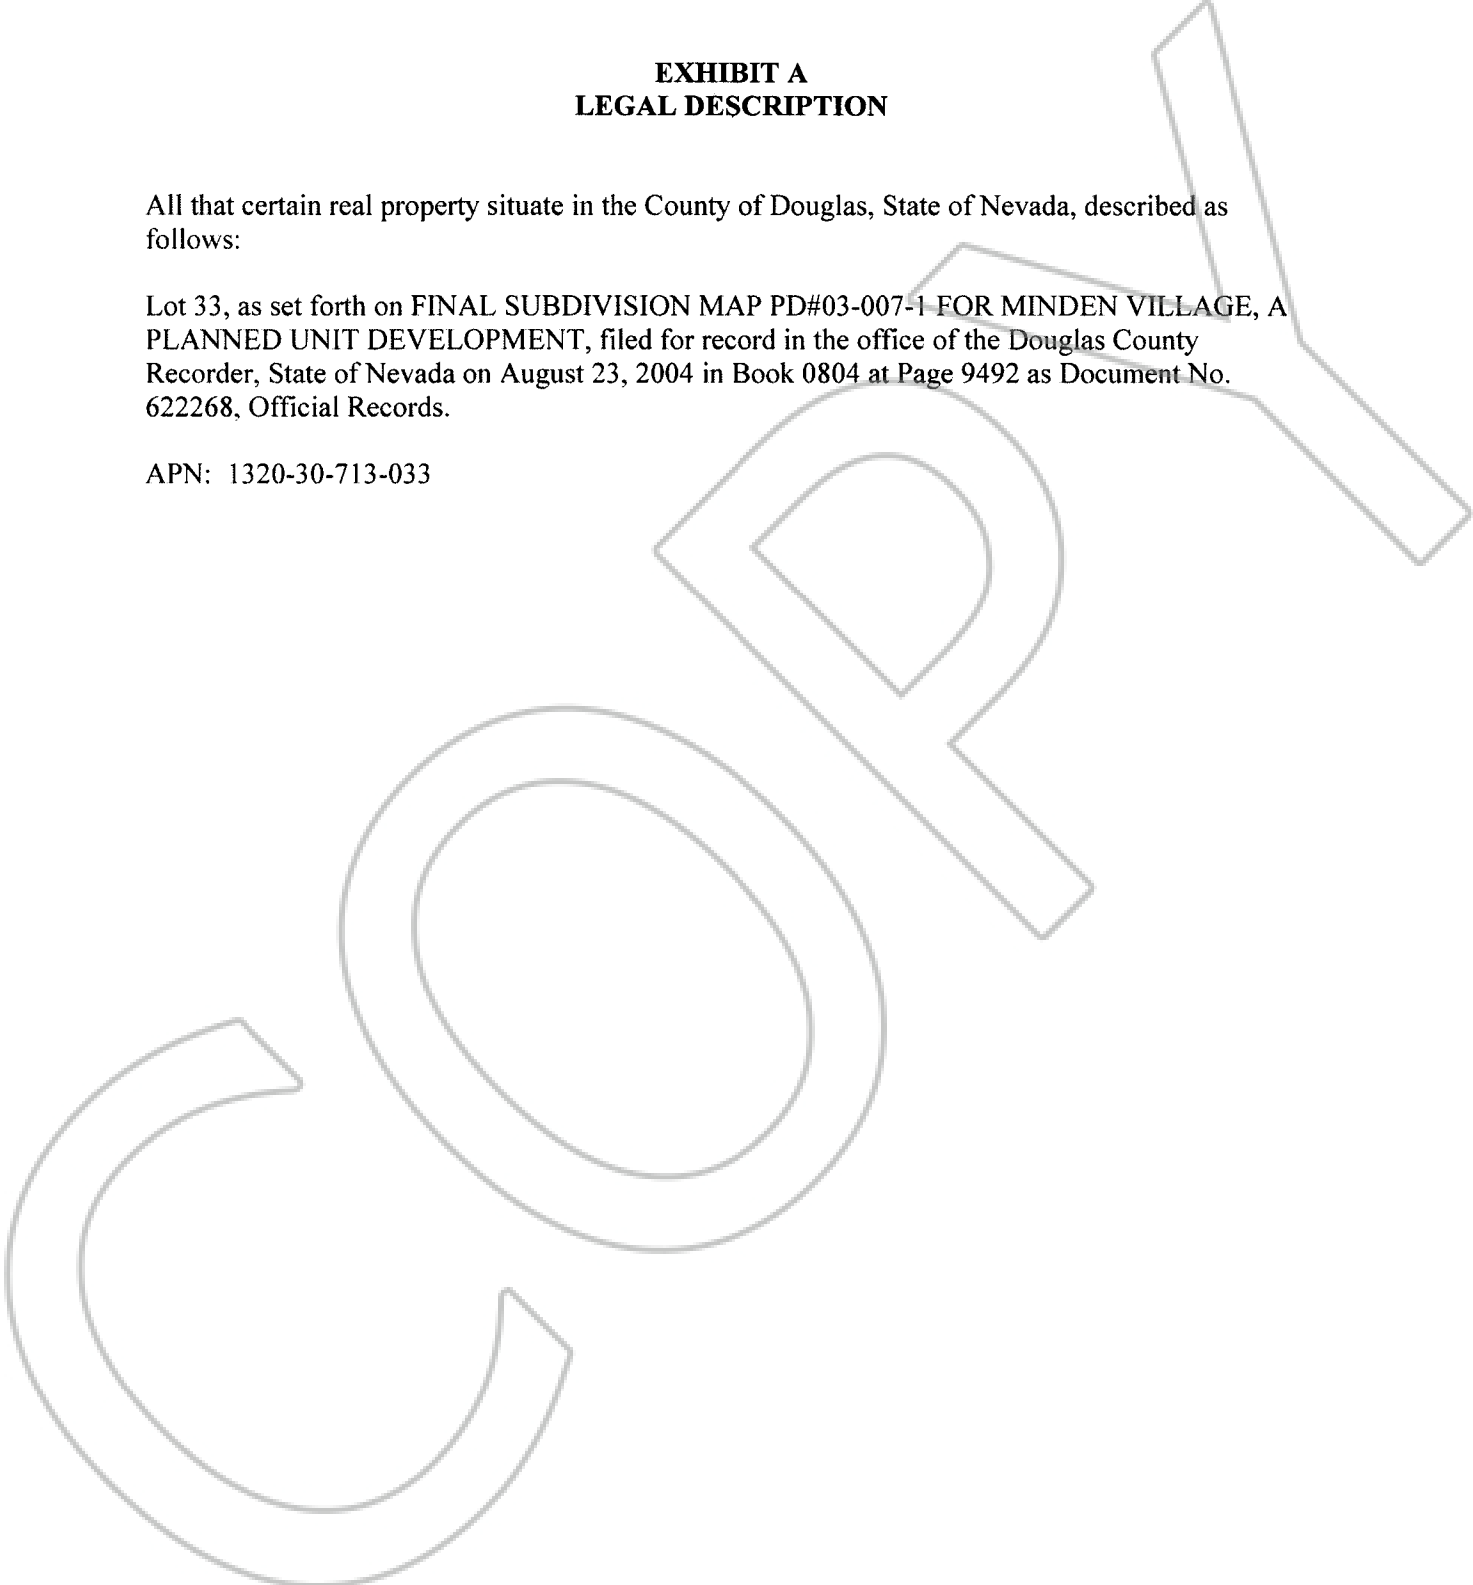 EXHIBIT A
LEGAL DESCRIPTION
All that certain real property situate in the County of Douglas, State of Nevada, described as
follows:
Lot 33, as set forth on FINAL SUBDIVISION MAP PD#03-007-1 FOR MINDEN VILLAGE, A
PLANNED UNIT DEVELOPMENT, filed for record in the office of the Douglas County
Recorder, State of Nevada on August 23, 2004 in Book 0804 at Page 9492 as Document No.
622268, Official Records.
APN: 1320-30-713-033
COPY